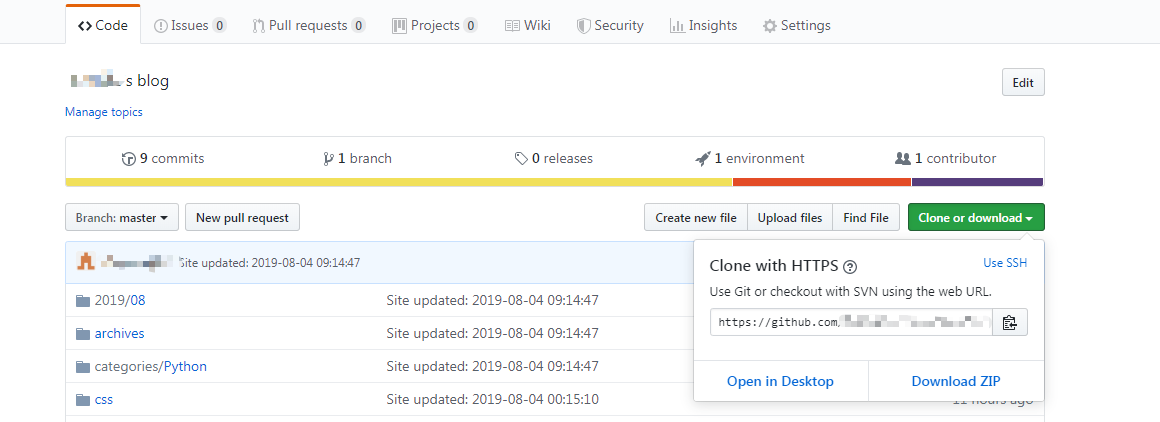 Code Issues 0 Pull requests 0 Projects 0 Wiki Security Insights Settings
s blog
Edit
Manage topics
9 commits 1 branch 0 releases 1 environment 1 contributor
Branch: master New pull request Create new file Upload files Find File Clone or download
Site updated: 2019-08-04 09:14:47
Clone with HTTPS Use SSH
Use Git or checkout with SVN using the web URL.
https://github.com
Open in Desktop Download ZIP
2019/08 Site updated: 2019-08-04 09:14:47
archives Site updated: 2019-08-04 09:14:47
categories/Python Site updated: 2019-08-04 09:14:47
css Site updated: 2019-08-04 00:15:10 11 hours ago